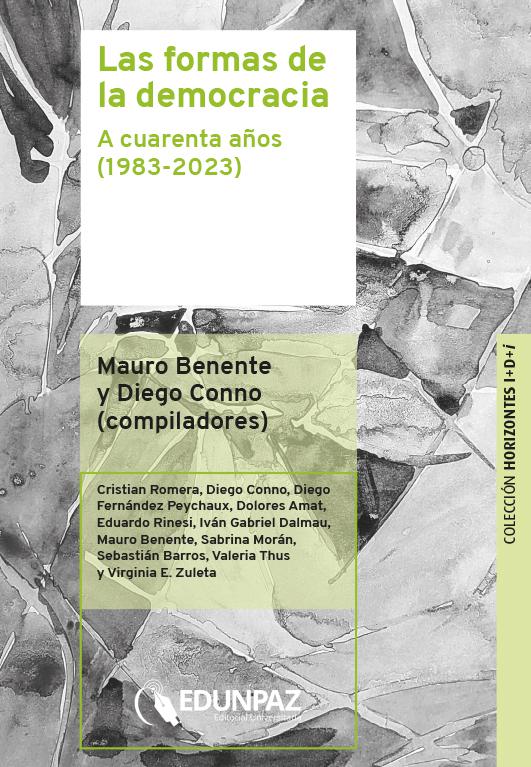 Las formas de
la democracia
A cuarenta años
(1983-2023)
Mauro Benente
y Diego Conno
(compiladores)
Cristian Romera, Diego Conno, Diego
Fernández Peychaux, Dolores Amat,
Eduardo Rinesi, Iván Gabriel Dalmau,
Mauro Benente, Sabrina Morán,
Sebastián Barros, Valeria Thus
y Virginia E. Zuleta
EDUNPAZ
Editorial Universitaria
COLECCIÓN HORIZONTES I+D+i